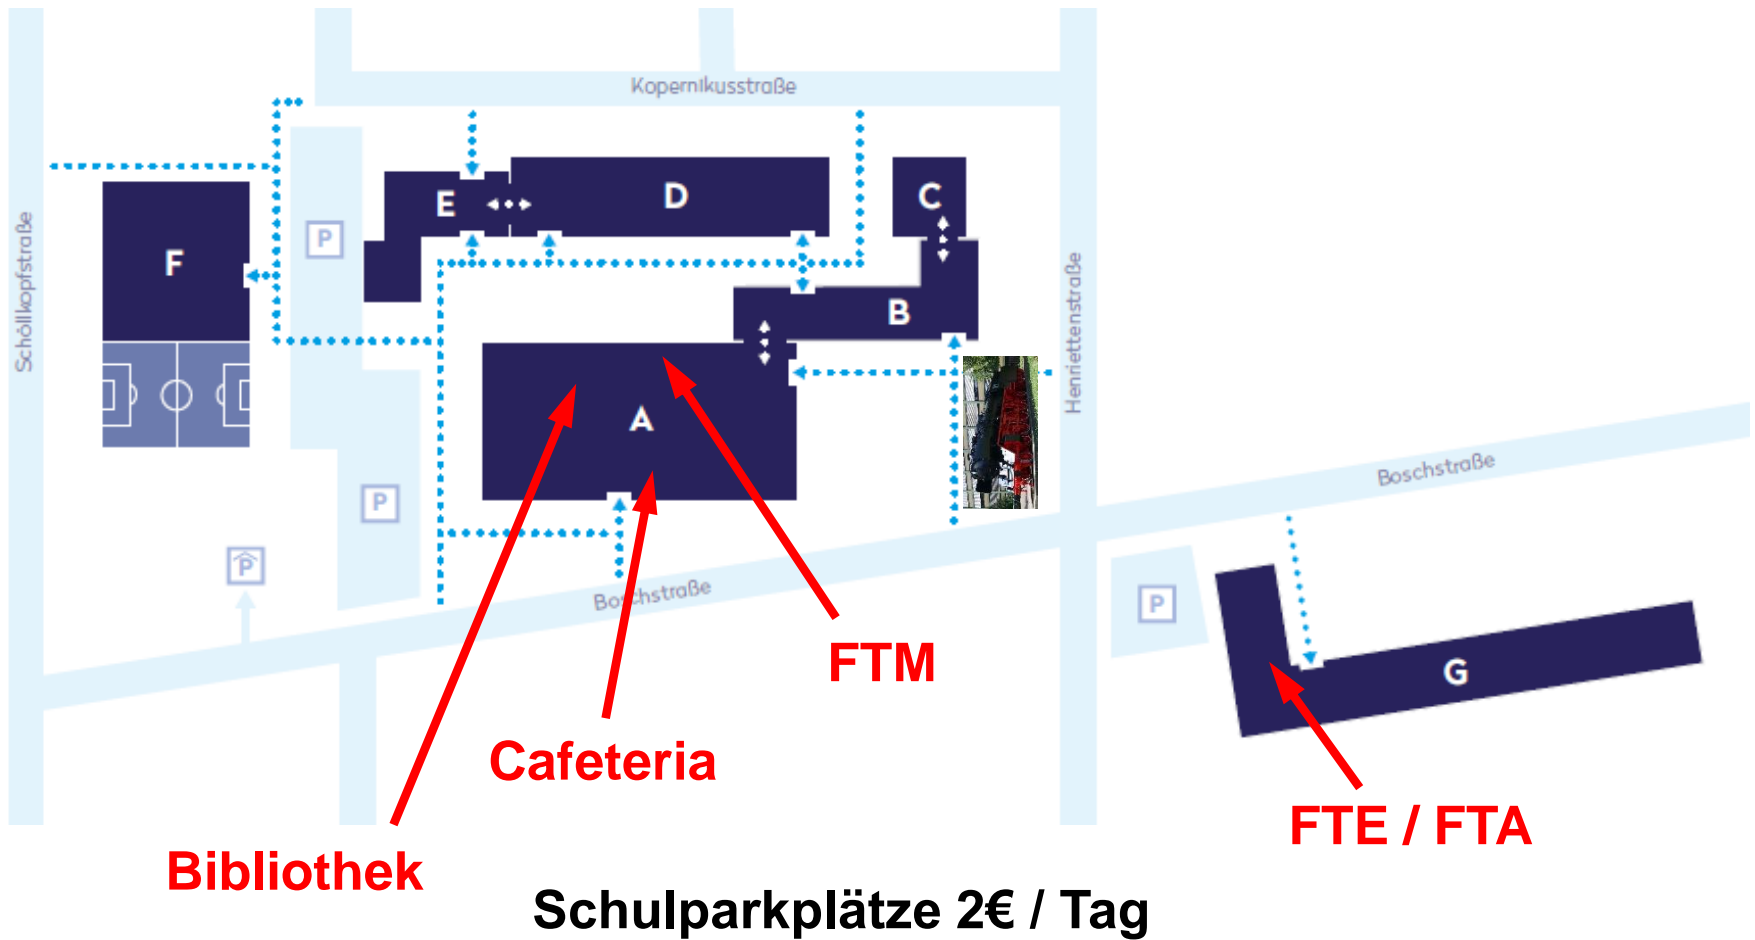 Kopernikusstraße
Schöllkopfstraße
Henriettenstraße
E
D
C
F
P
B
A
P
P
Boschstraße
Boschstraße
P
G
FTM
Cafeteria
FTE / FTA
Bibliothek
Schulparkplätze 2€ / Tag